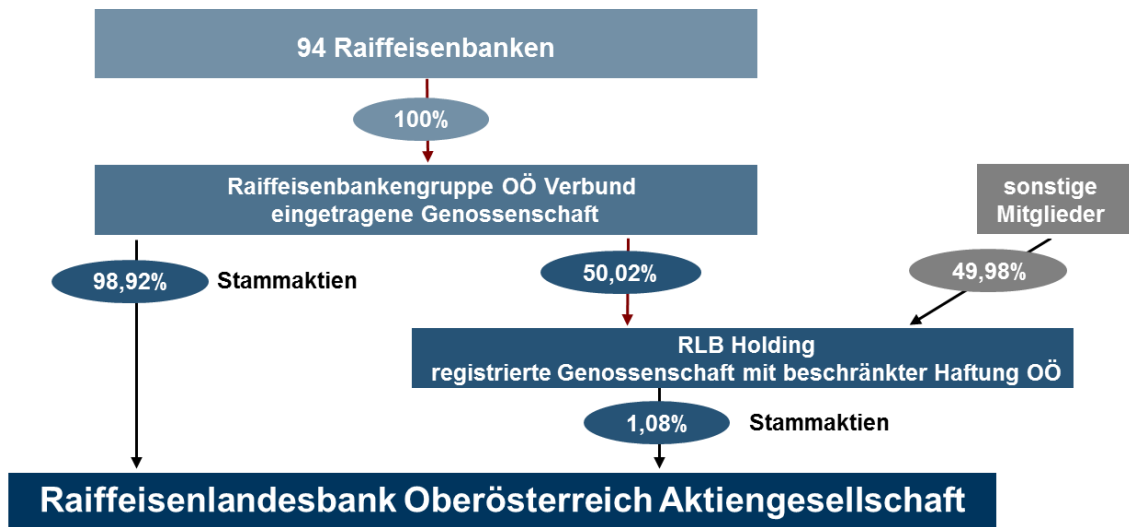 94 Raiffeisenbanken
100%
Raiffeisenbankengruppe OÖ Verbund
eingetragene Genossenschaft
sonstige
Mitglieder
98,92%
Stammaktien
50,02%
49,98%
RLB Holding
registrierte Genossenschaft mit beschränkter Haftung OÖ
1,08%
Stammaktien
Raiffeisenlandesbank Oberösterreich Aktiengesellschaft